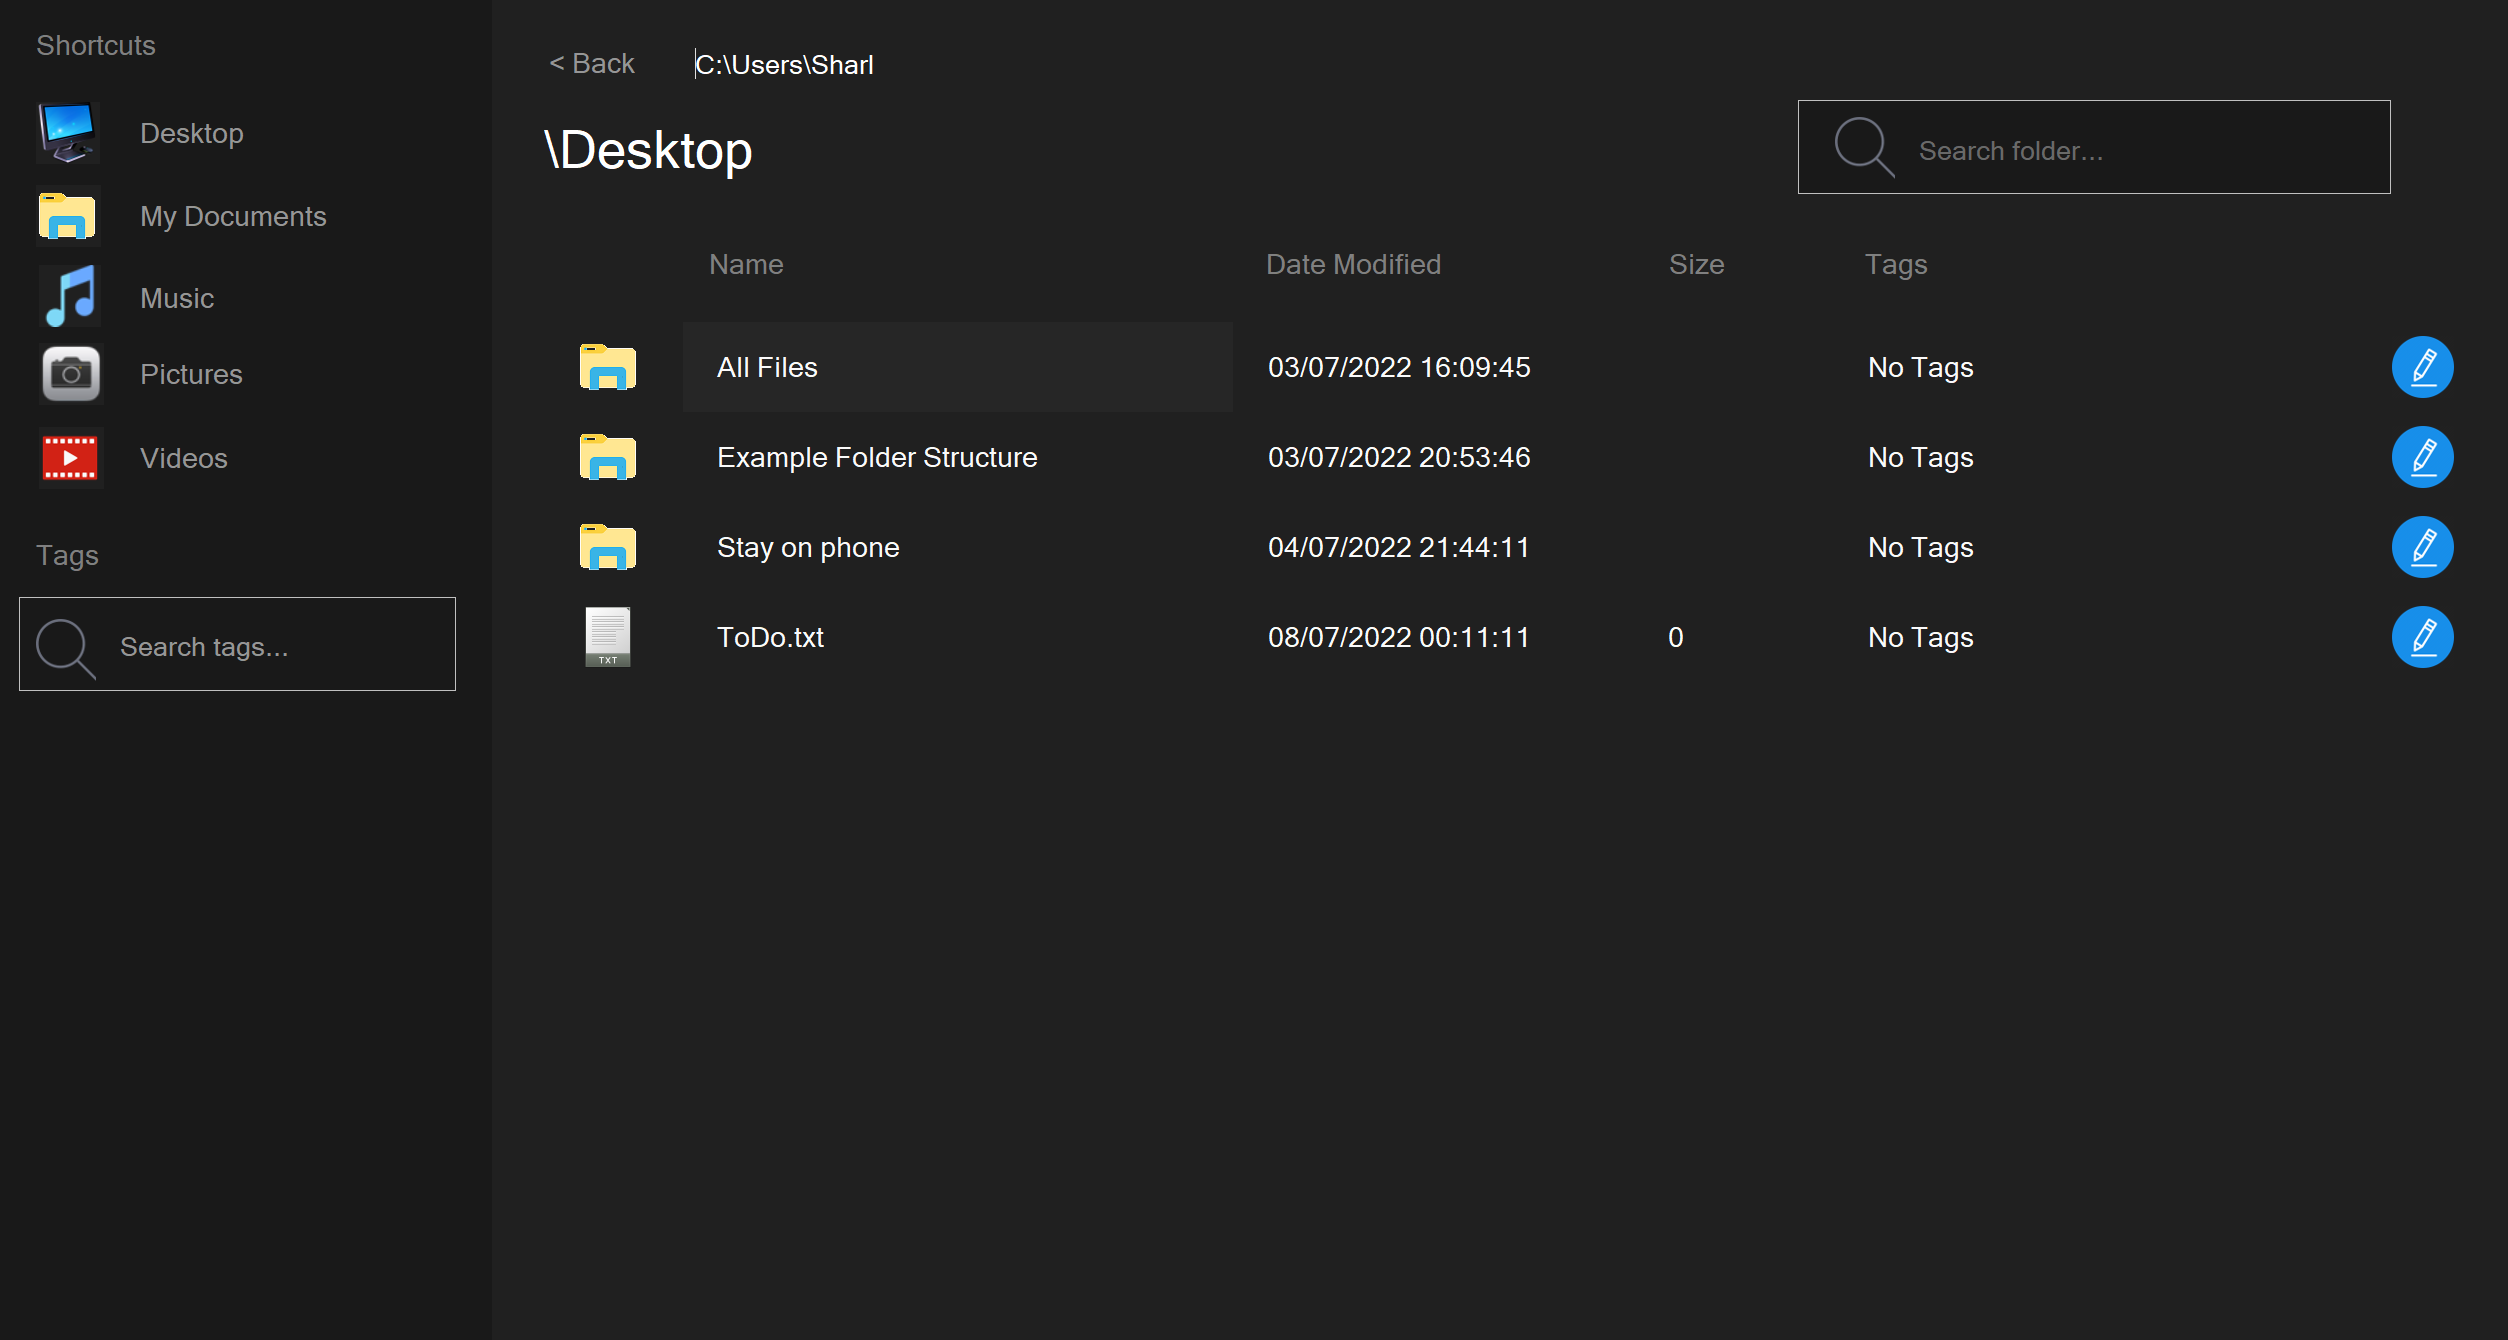 Shortcuts
Desktop
My Documents
Music
Pictures
Videos
Tags
Search tags...
< Back
C:\Users\Sharl
\Desktop
Search folder...
Name Date Modified Size Tags
All Files 03/07/2022 16:09:45 No Tags
Example Folder Structure 03/07/2022 20:53:46 No Tags
Stay on phone 04/07/2022 21:44:11 No Tags
TXT ToDo.txt 08/07/2022 00:11:11 0 No Tags